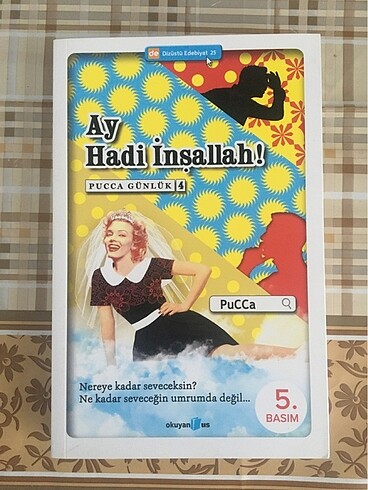 de Dizüstü Edebiyat 25
Ay
Hadi İnşallah!
PUCCA GÜNLÜK 4
PuCCa
Nereye kadar seveceksin?
Ne kadar seveceğin umrumda değil...
5.
BASIM
okuyan us